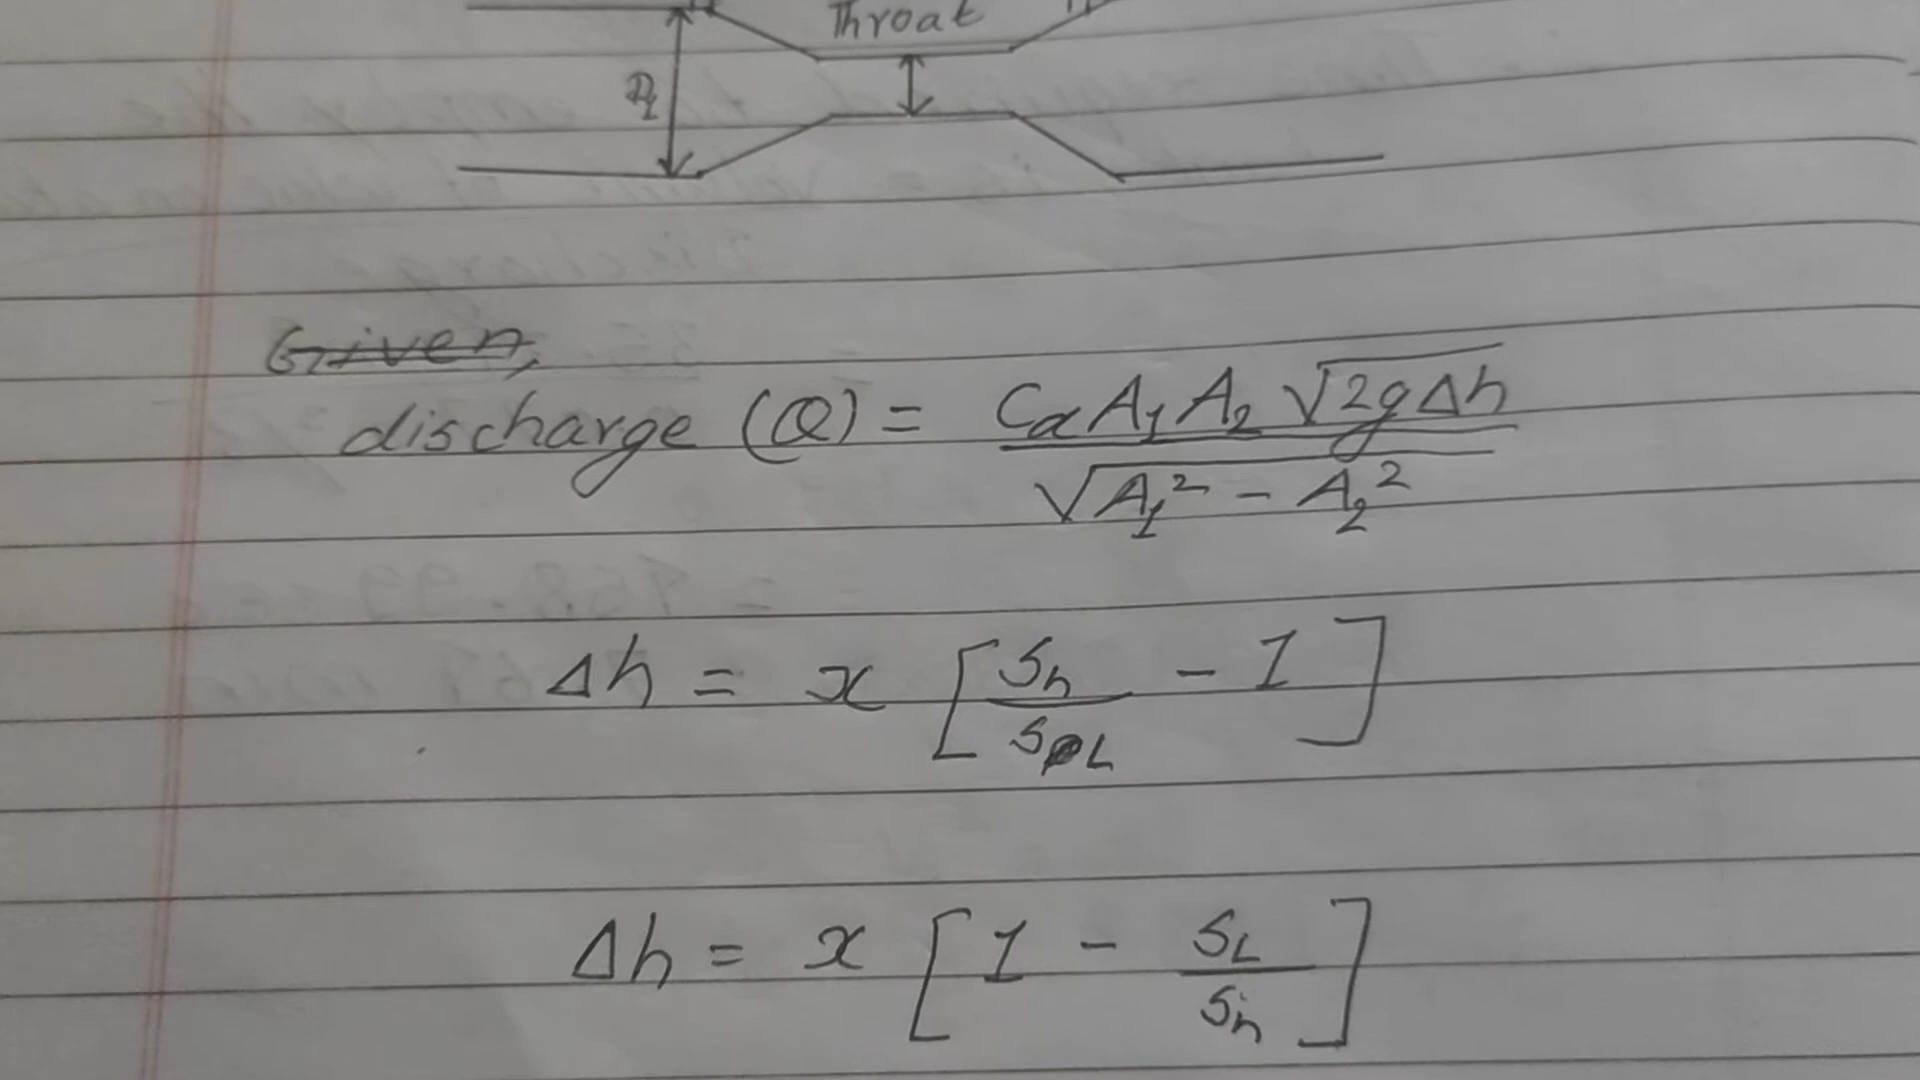 Throat
D₁
Given,
discharge (Q) = Cd A₁ A₂ √2gΔh / √A₁² - A₂²
Δh = x [Sh / SL - 1]
Δh = x [1 - SL / Sh]